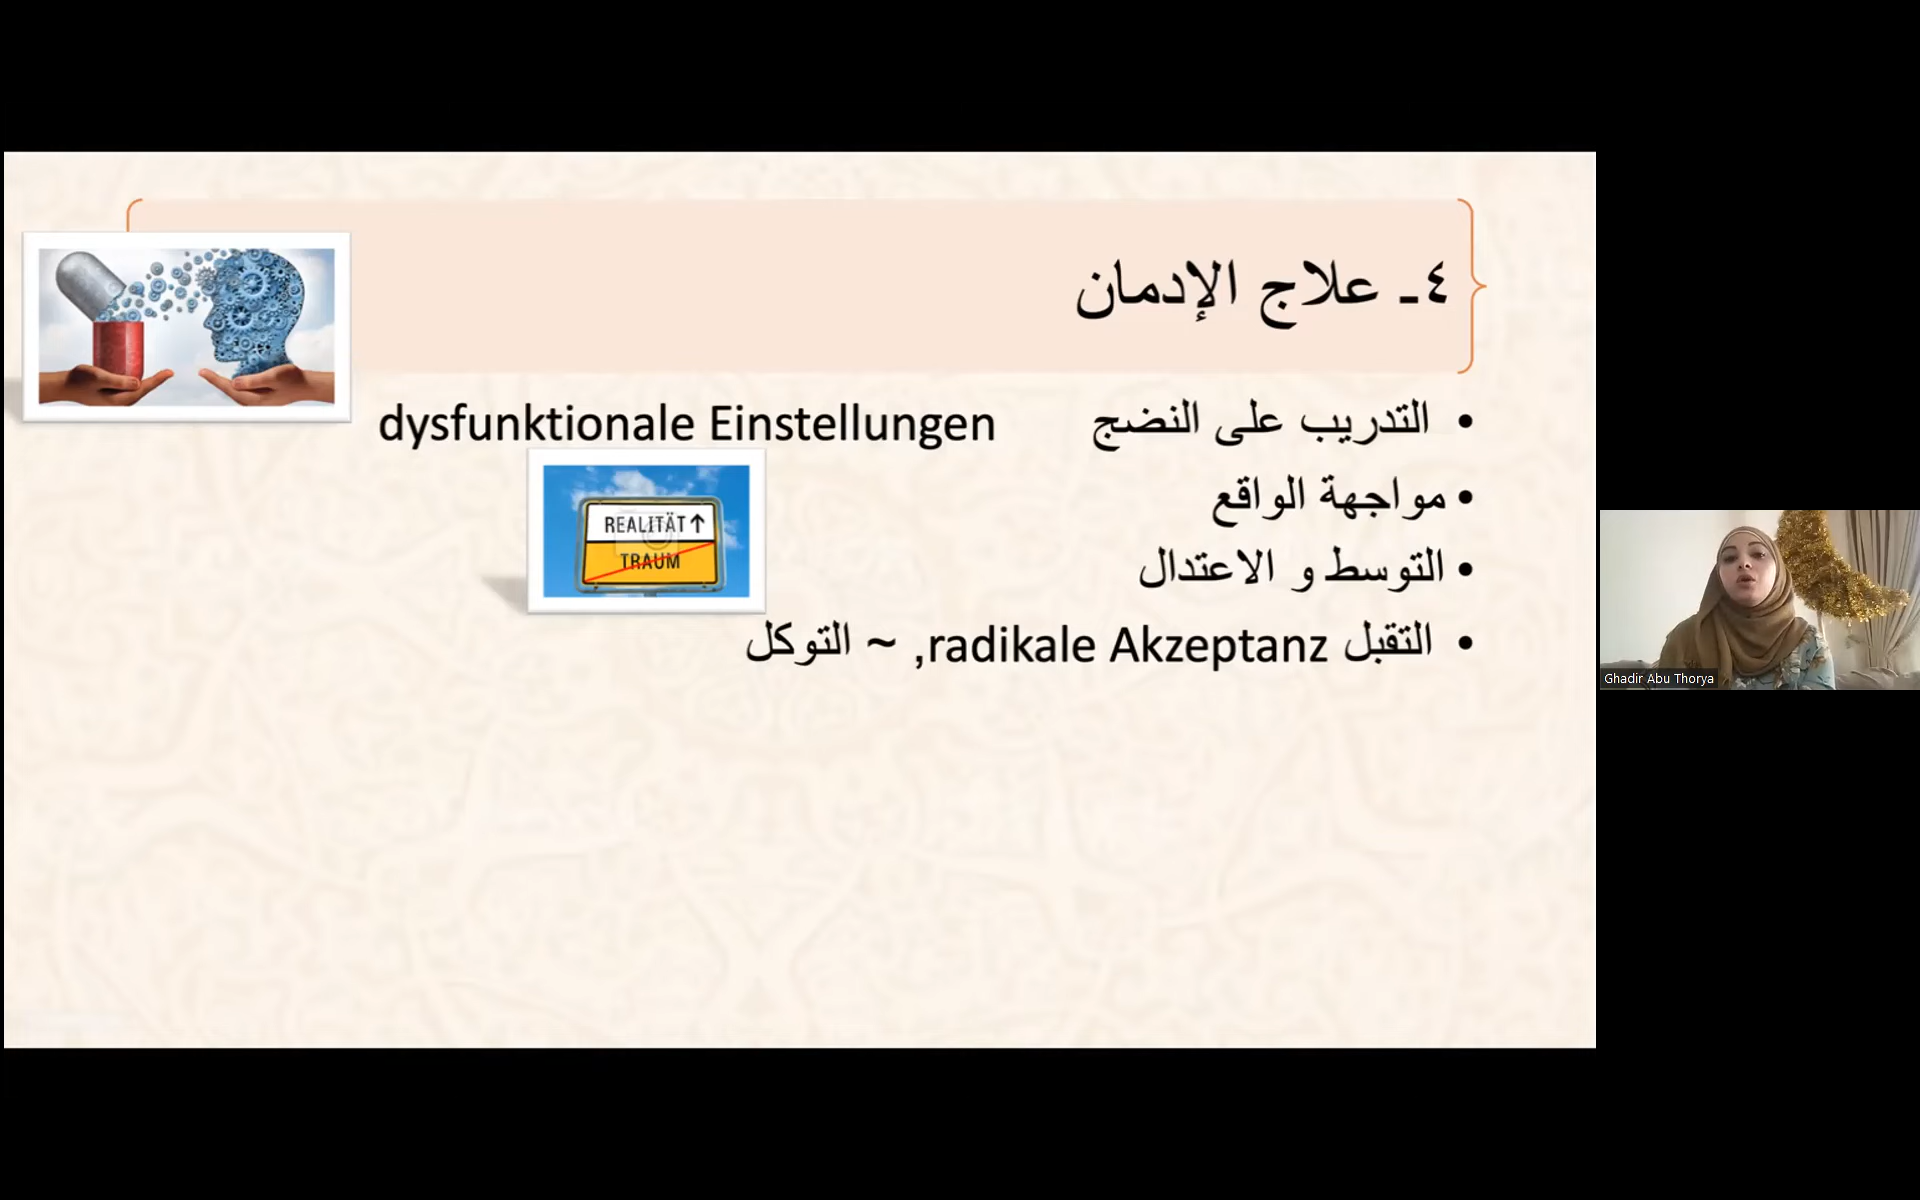 ٤- علاج الإدمان
• التدريب على النضج dysfunktionale Einstellungen
• مواجهة الواقع
REALITÄT↑
TRAUM
• التوسط و الاعتدال
• التقبل radikale Akzeptanz, ~ التوكل
Ghadir Abu Thorya